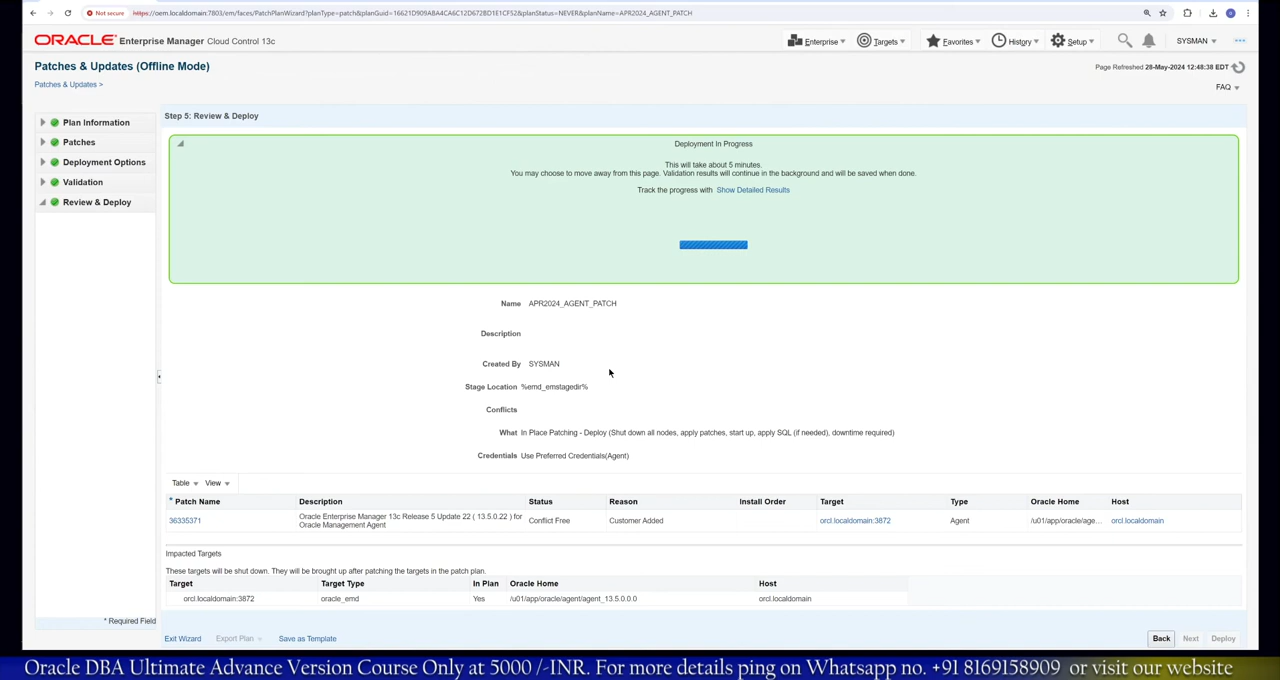 https://oem.localdomain:7803/em/faces/PatchPlanWizard?planType=patch&planGuid=16621D909ABA4CA6C12D672BD1E1CF52&planStatus=NEVER&planName=APR2024_AGENT_PATCH
Not secure
ORACLE Enterprise Manager Cloud Control 13c
Enterprise Targets Favorites History Setup SYSMAN
Patches & Updates (Offline Mode)
Page Refreshed 28-May-2024 12:48:38 EDT
Patches & Updates >
FAQ
Plan Information
Patches
Deployment Options
Validation
Review & Deploy
* Required Field
Step 5: Review & Deploy
Deployment In Progress
This will take about 5 minutes.
You may choose to move away from this page. Validation results will continue in the background and will be saved when done.
Track the progress with Show Detailed Results
Name APR2024_AGENT_PATCH
Description
Created By SYSMAN
Stage Location %emd_emstagedir%
Conflicts
What In Place Patching - Deploy (Shut down all nodes, apply patches, start up, apply SQL (if needed), downtime required)
Credentials Use Preferred Credentials(Agent)
Table View
* Patch Name Description Status Reason Install Order Target Type Oracle Home Host
36335371 Oracle Enterprise Manager 13c Release 5 Update 22 ( 13.5.0.22 ) for Conflict Free Customer Added orcl.localdomain:3872 Agent /u01/app/oracle/age... orcl.localdomain
Oracle Management Agent
Impacted Targets
These targets will be shut down. They will be brought up after patching the targets in the patch plan.
Target Target Type In Plan Oracle Home Host
orcl.localdomain:3872 oracle_emd Yes /u01/app/oracle/agent/agent_13.5.0.0.0 orcl.localdomain
Exit Wizard Export Plan Save as Template Back Next Deploy
Oracle DBA Ultimate Advance Version Course Only at 5000 /-INR. For more details ping on Whatsapp no. +91 8169158909 or visit our website